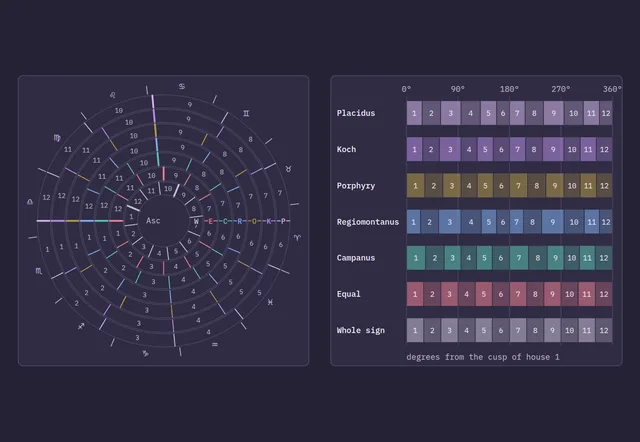 ♋
♌
♊
♍
♉
♎
♈
♏
♓
♐
♒
♑
Asc
W E C R O K P
0° 90° 180° 270° 360°
Placidus 1 2 3 4 5 6 7 8 9 10 11 12
Koch 1 2 3 4 5 6 7 8 9 10 11 12
Porphyry 1 2 3 4 5 6 7 8 9 10 11 12
Regiomontanus 1 2 3 4 5 6 7 8 9 10 11 12
Campanus 1 2 3 4 5 6 7 8 9 10 11 12
Equal 1 2 3 4 5 6 7 8 9 10 11 12
Whole sign 1 2 3 4 5 6 7 8 9 10 11 12
degrees from the cusp of house 1